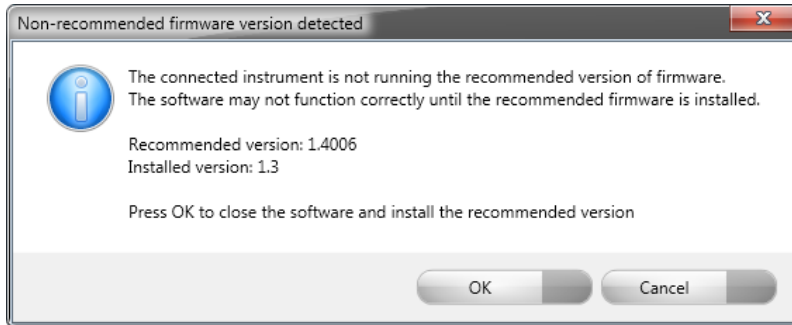 Non-recommended firmware version detected
The connected instrument is not running the recommended version of firmware.
The software may not function correctly until the recommended firmware is installed.
Recommended version: 1.4006
Installed version: 1.3
Press OK to close the software and install the recommended version
OK
Cancel